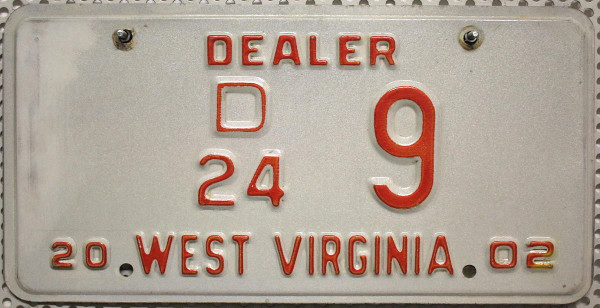 DEALER
D
24 9
20 WEST VIRGINIA 02